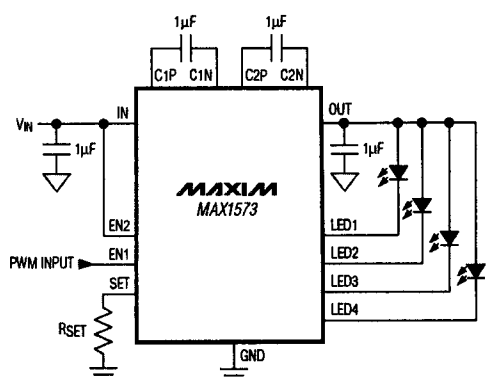 1µF
1µF
C1P C1N C2P C2N
VIN
IN
OUT
1µF
1µF
MAXIM
MAX1573
EN2
LED1
PWM INPUT
EN1
LED2
SET
LED3
RSET
LED4
GND